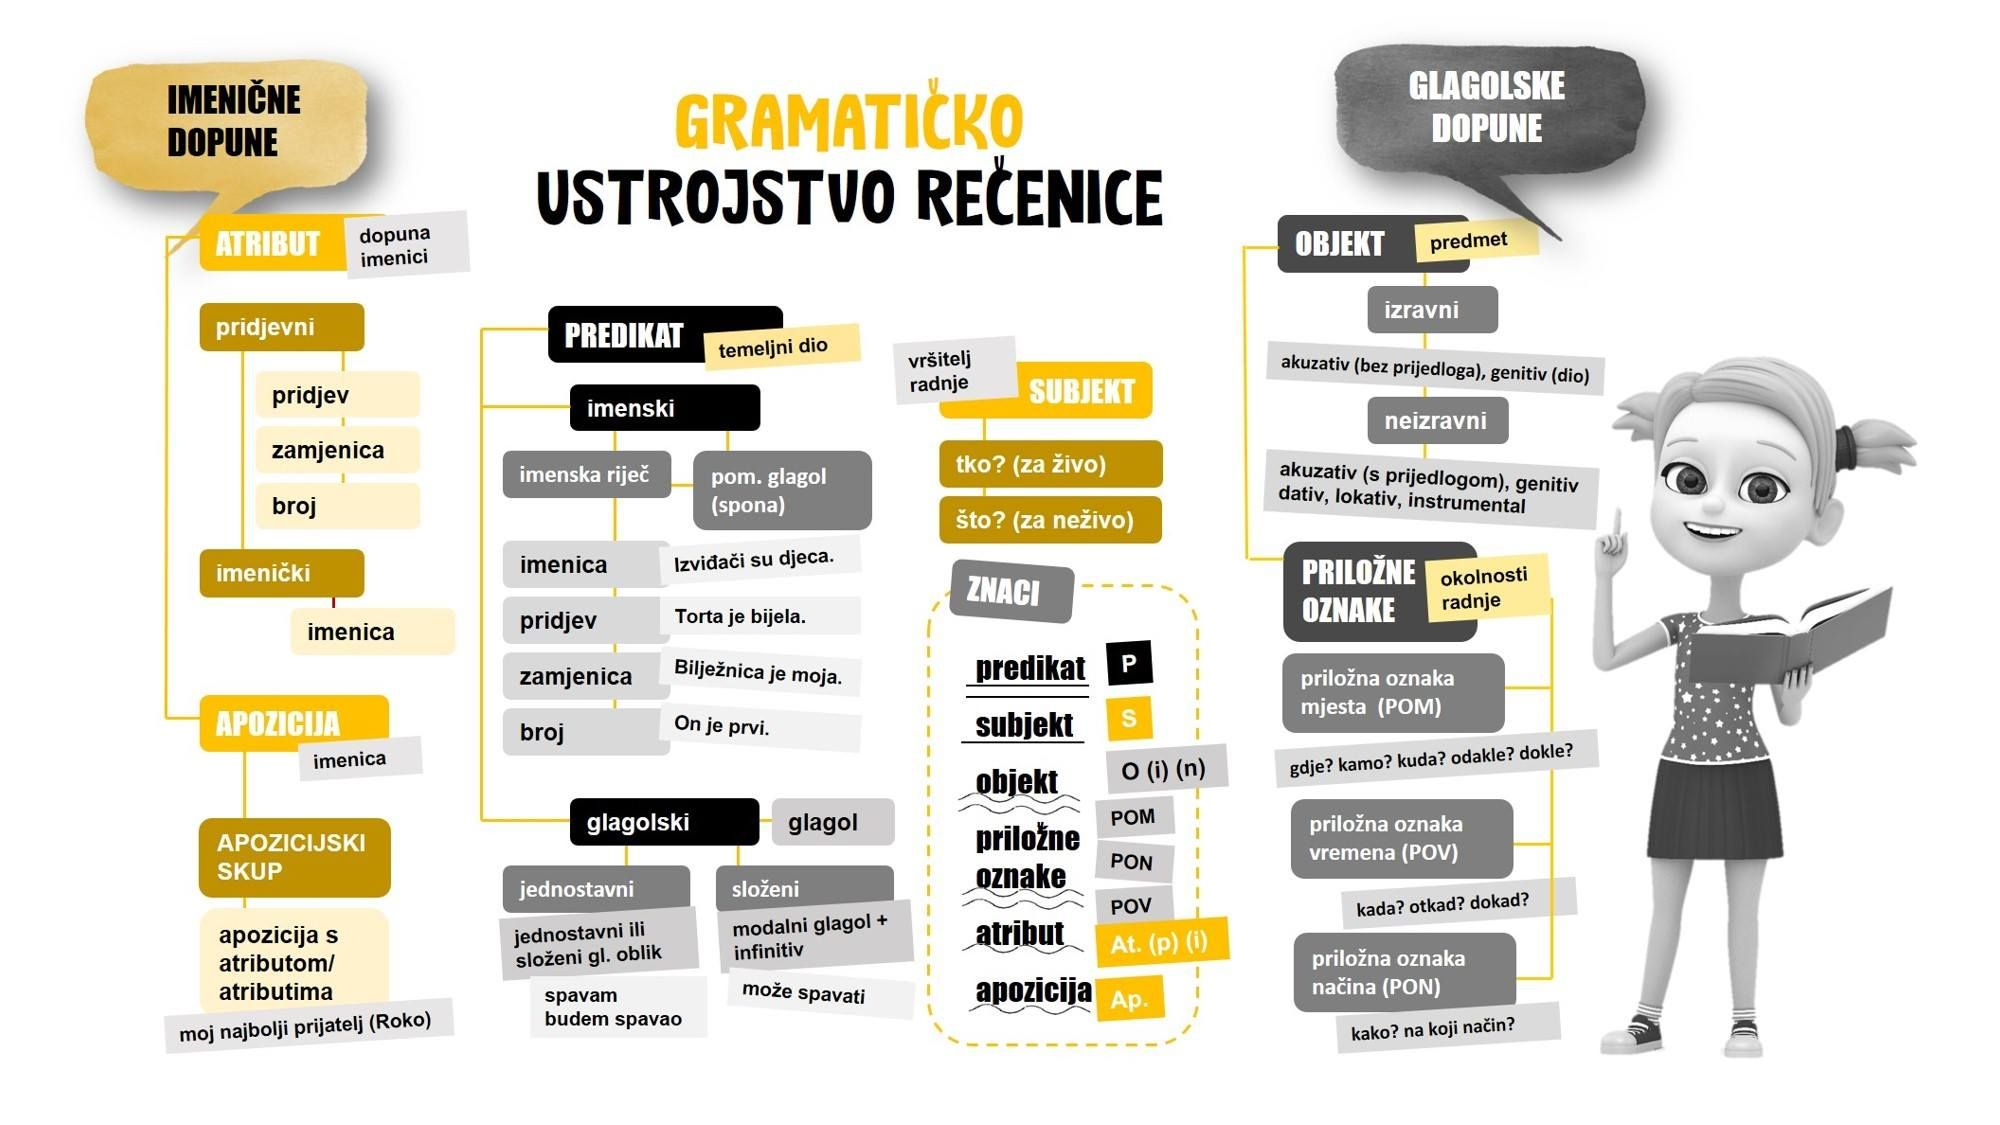 IMENIČNE
DOPUNE
GRAMATIČKO
USTROJSTVO REČENICE
GLAGOLSKE
DOPUNE
ATRIBUT
dopuna
imenici
pridjevni
pridjev
zamjenica
broj
imenički
imenica
APOZICIJA
imenica
APOZICIJSKI
SKUP
apozicija s
atributom/
atributima
moj najbolji prijatelj (Roko)
PREDIKAT
temeljni dio
imenski
imenska riječ
pom. glagol
(spona)
imenica
Izviđači su djeca.
pridjev
Torta je bijela.
zamjenica
Bilježnica je moja.
broj
On je prvi.
glagolski
glagol
jednostavni
jednostavni ili
složeni gl. oblik
spavam
budem spavao
složeni
modalni glagol +
infinitiv
može spavati
vršitelj
radnje
SUBJEKT
tko? (za živo)
što? (za neživo)
ZNACI
predikat P
subjekt S
objekt O (i) (n)
priložne
oznake
POM
PON
POV
atribut At. (p) (i)
apozicija Ap.
OBJEKT
predmet
izravni
akuzativ (bez prijedloga), genitiv (dio)
neizravni
akuzativ (s prijedlogom), genitiv
dativ, lokativ, instrumental
PRILOŽNE
OZNAKE
okolnosti
radnje
priložna oznaka
mjesta (POM)
gdje? kamo? kuda? odakle? dokle?
priložna oznaka
vremena (POV)
kada? otkad? dokad?
priložna oznaka
načina (PON)
kako? na koji način?